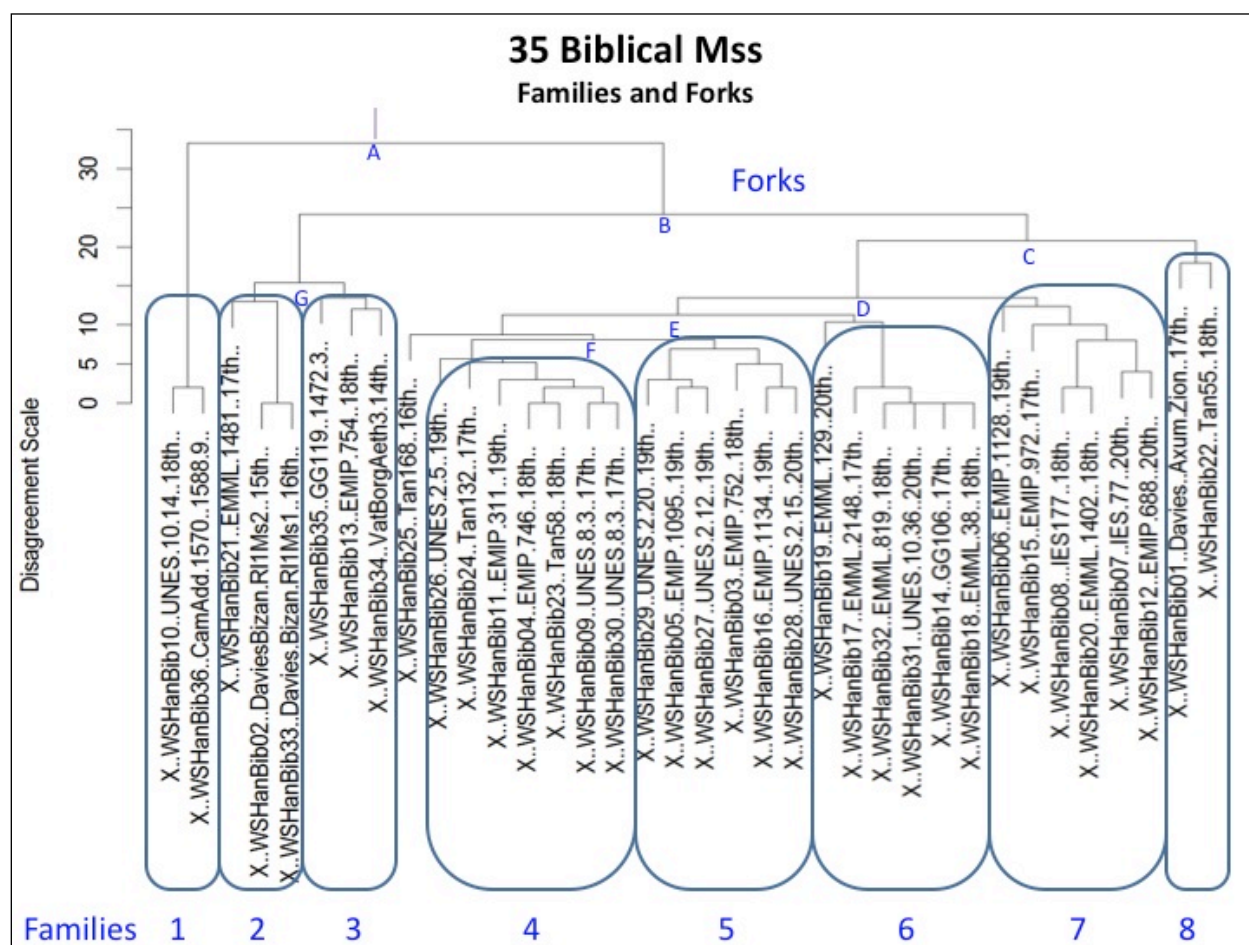 35 Biblical Mss
Families and Forks
A
Forks
B
C
G
D
E
F
30
20
10
5
0
Disagreement Scale
X..WSHanBib10..UNES.10.14..18th..
X..WSHanBib36..CamAdd.1570..1588.9..
X..WSHanBib21..EMML.1481..17th..
X..WSHanBib02..DaviesBizan.RI1Ms2..15th..
X..WSHanBib33..Davies.Bizan.RI1Ms1..16th..
X..WSHanBib35..GG119..1472.3..
X..WSHanBib13..EMIP.754..18th..
X..WSHanBib34..VatBorgAeth3.14th..
X..WSHanBib25..Tan168..16th..
X..WSHanBib26..UNES.2.5..19th..
X..WSHanBib24..Tan132..17th
X..WSHanBib11..EMIP.311..19th..
X..WSHanBib04..EMIP.746..18th..
X..WSHanBib23..Tan58..18th..
X..WSHanBib09..UNES.8.3..17th..
X..WSHanBib30..UNES.8.3..17th..
X..WSHanBib29..UNES.2.20..19th..
X..WSHanBib05..EMIP.1095..19th..
X..WSHanBib27..UNES.2.12..19th..
X..WSHanBib03..EMIP.752..18th..
X..WSHanBib16..EMIP.1134..19th..
X..WSHanBib28..UNES.2.15..20th..
X..WSHanBib19..EMML.129..20th..
X..WSHanBib17..EMML.2148..17th..
X..WSHanBib32..EMML.819..18th..
X..WSHanBib31..UNES.10.36..20th..
X..WSHanBib14..GG106..17th..
X..WSHanBib18..EMML.38..18th..
X..WSHanBib06..EMIP.1128..19th..
X..WSHanBib15..EMIP.972..17th..
X..WSHanBib08...IES177..18th..
X..WSHanBib20..EMML.1402..18th..
X..WSHanBib07..IES.77..20th..
X..WSHanBib12..EMIP.688..20th..
X..WSHanBib01..Davies..Axum.Zion..17th..
X..WSHanBib22..Tan55..18th..
Families 1 2 3 4 5 6 7 8